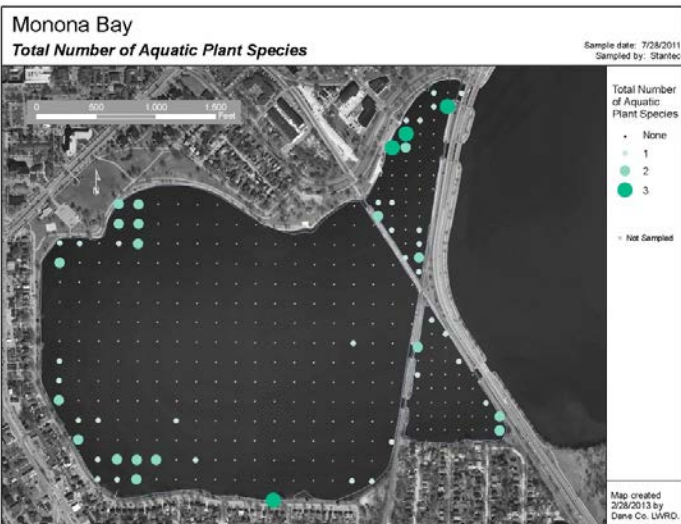 Monona Bay
Total Number of Aquatic Plant Species
Sample date: 7/28/2011
Sampled by: Stantec
0 500 1,000 1,500
Feet
Total Number
of Aquatic
Plant Species
None
1
2
3
Not Sampled
Map created
2/28/2013 by
Dane Co. LWRD.